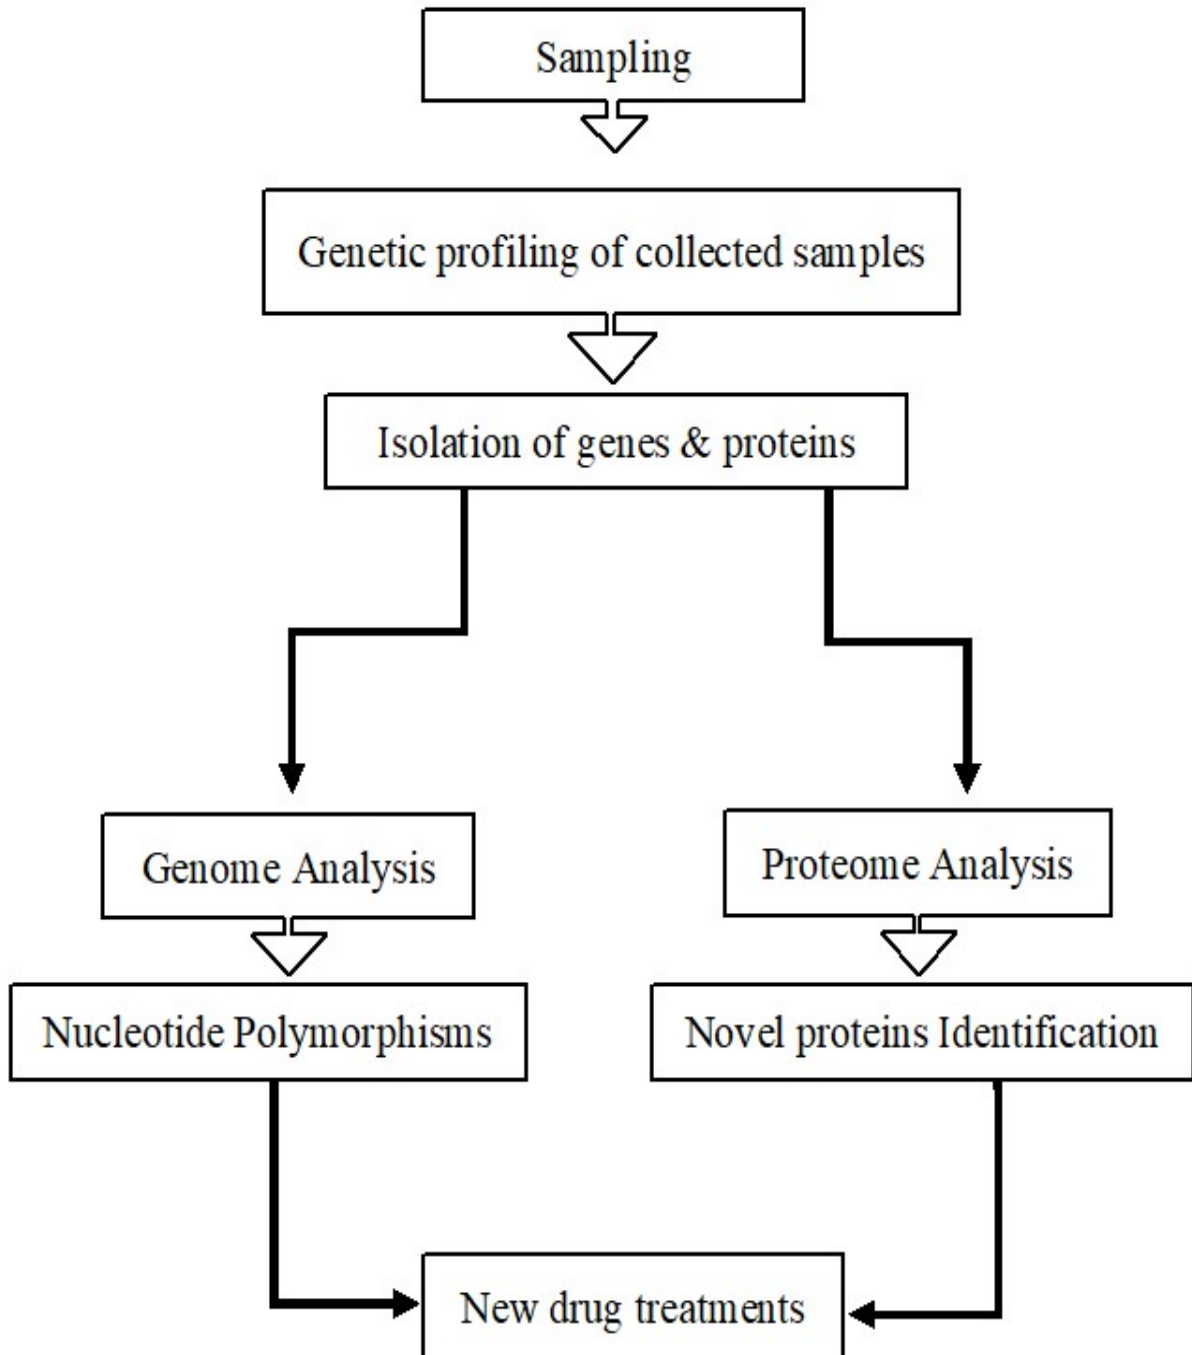 Sampling
Genetic profiling of collected samples
Isolation of genes & proteins
Genome Analysis
Proteome Analysis
Nucleotide Polymorphisms
Novel proteins Identification
New drug treatments